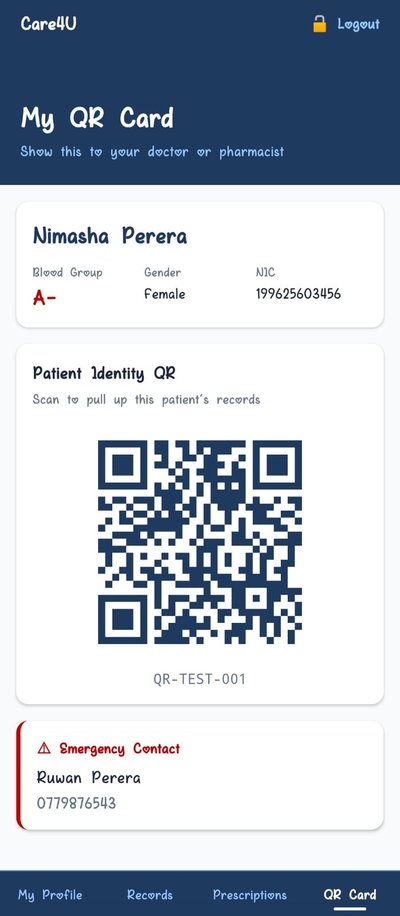 Care4U
🔓 Logout
My QR Card
Show this to your doctor or pharmacist
Nimasha Perera
Blood Group Gender NIC
A- Female 199625603456
Patient Identity QR
Scan to pull up this patient's records
QR-TEST-001
⚠ Emergency Contact
Ruwan Perera
0779876543
My Profile Records Prescriptions QR Card